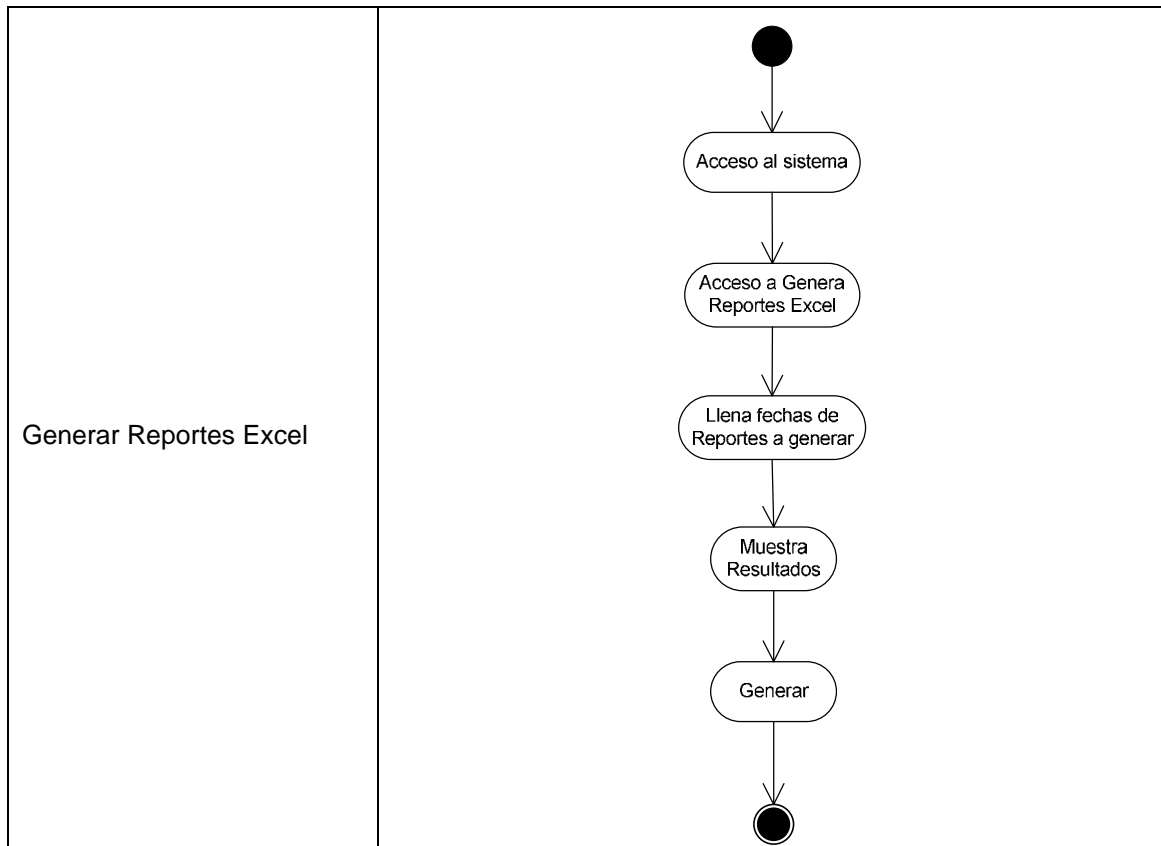 Generar Reportes Excel
Acceso al sistema
Acceso a Genera
Reportes Excel
Llena fechas de
Reportes a generar
Muestra
Resultados
Generar